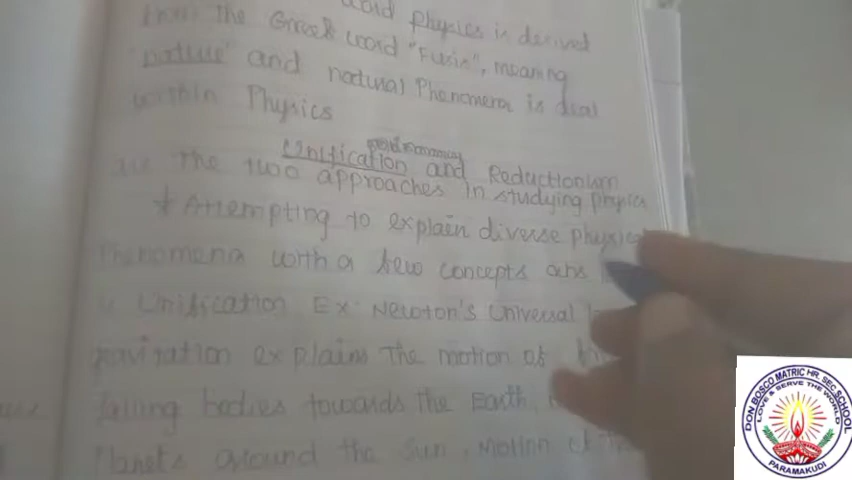 word physics is derived
from the Greek word "Fusis", meaning
'nature' and natural Phenomena is deal
within Physics
Unification and Reductionism
are the two approaches in studying physics
* Attempting to explain diverse physical
Phenomena with a few concepts and
is Unification Ex: Newton's Universal
gravitation explains the motion of
falling bodies towards the Earth,
Planets around the Sun, Motion of the
DON BOSCO MATRIC HR. SEC SCHOOL
LOVE & SERVE THE WORLD
PARAMAKUDI